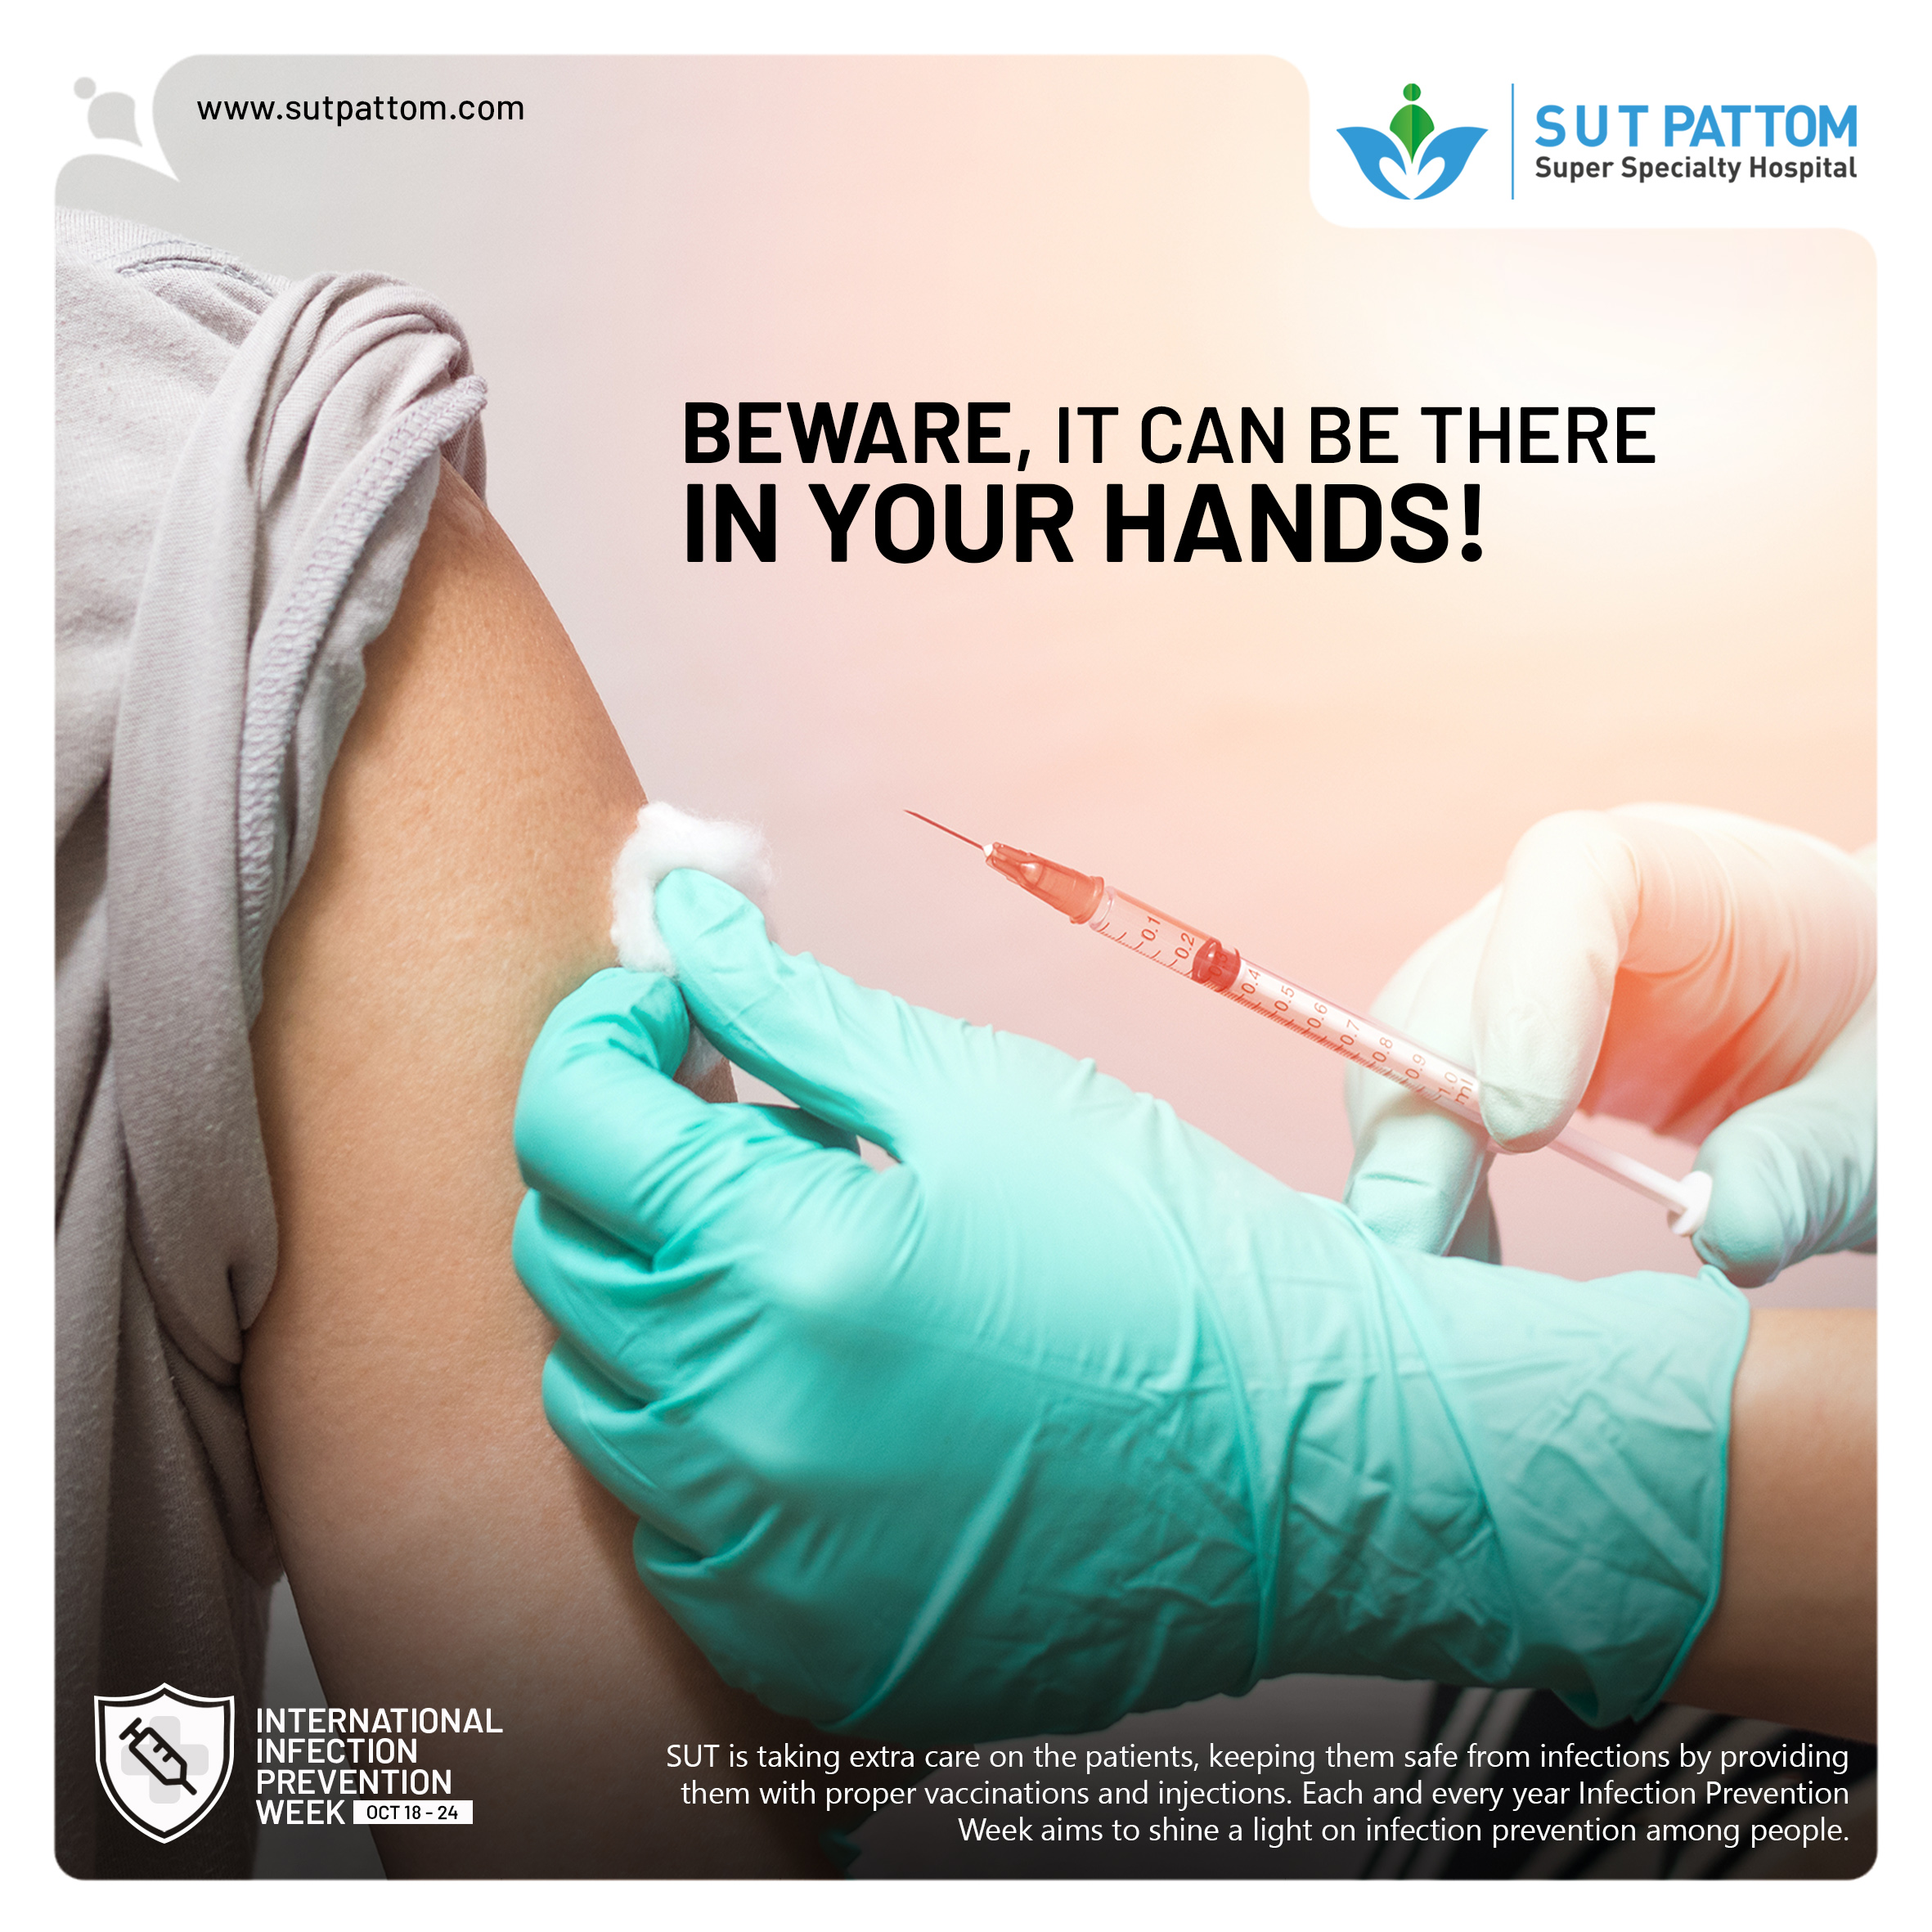 www.sutpattom.com
SUT PATTOM
Super Specialty Hospital
BEWARE, IT CAN BE THERE
IN YOUR HANDS!
0.1
0.2
0.3
0.4
0.5
0.6
0.7
0.8
0.9
1.0
ml
INTERNATIONAL
INFECTION
PREVENTION
WEEK OCT 18 - 24
SUT is taking extra care on the patients, keeping them safe from infections by providing
them with proper vaccinations and injections. Each and every year Infection Prevention
Week aims to shine a light on infection prevention among people.